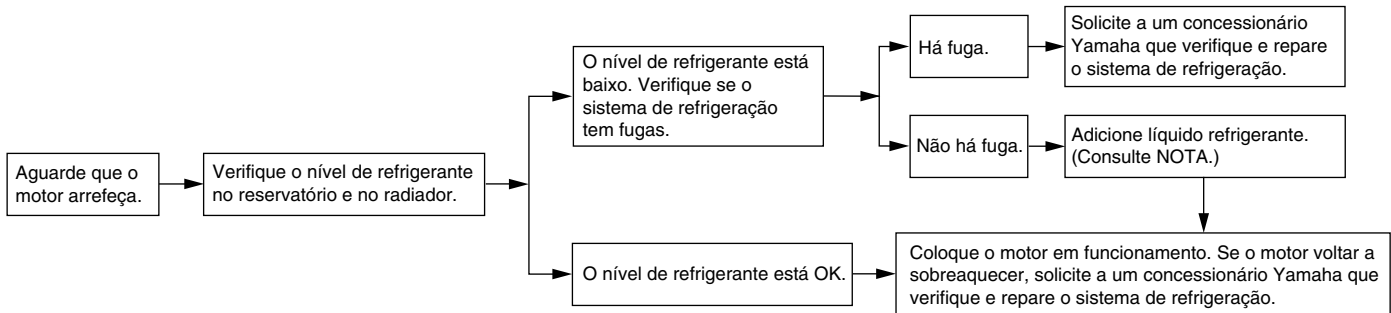 Aguarde que o
motor arrefeça.
Verifique o nível de refrigerante
no reservatório e no radiador.
O nível de refrigerante está
baixo. Verifique se o
sistema de refrigeração
tem fugas.
Há fuga.
Solicite a um concessionário
Yamaha que verifique e repare
o sistema de refrigeração.
Não há fuga.
Adicione líquido refrigerante.
(Consulte NOTA.)
O nível de refrigerante está OK.
Coloque o motor em funcionamento. Se o motor voltar a
sobreaquecer, solicite a um concessionário Yamaha que
verifique e repare o sistema de refrigeração.